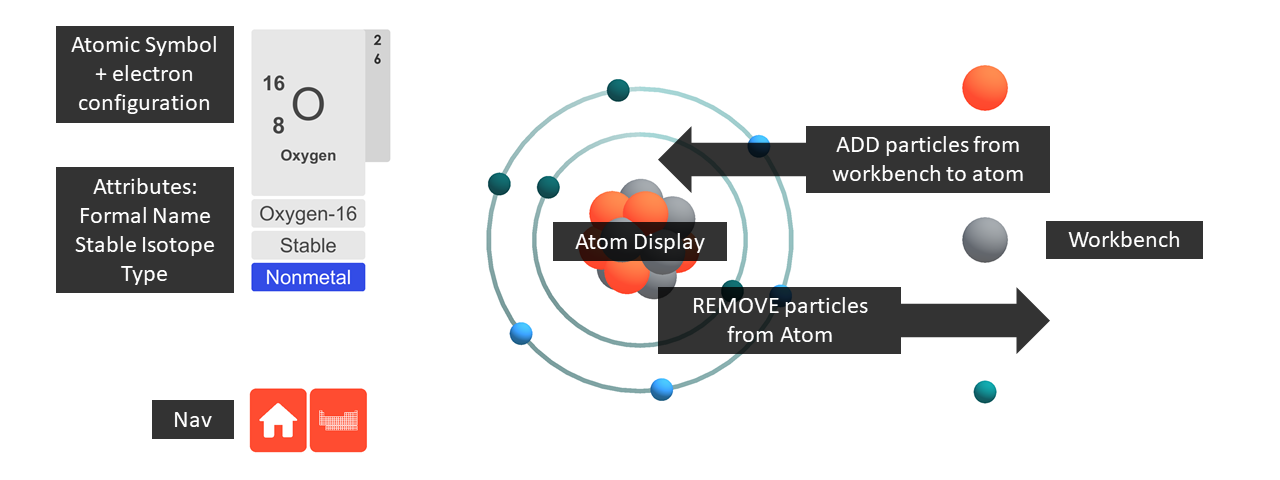 Atomic Symbol
+ electron
configuration
2
6
16
O
8
Oxygen
Attributes:
Formal Name
Stable Isotope
Type
Oxygen-16
Stable
Nonmetal
Nav
ADD particles from
workbench to atom
Atom Display
Workbench
REMOVE particles
from Atom